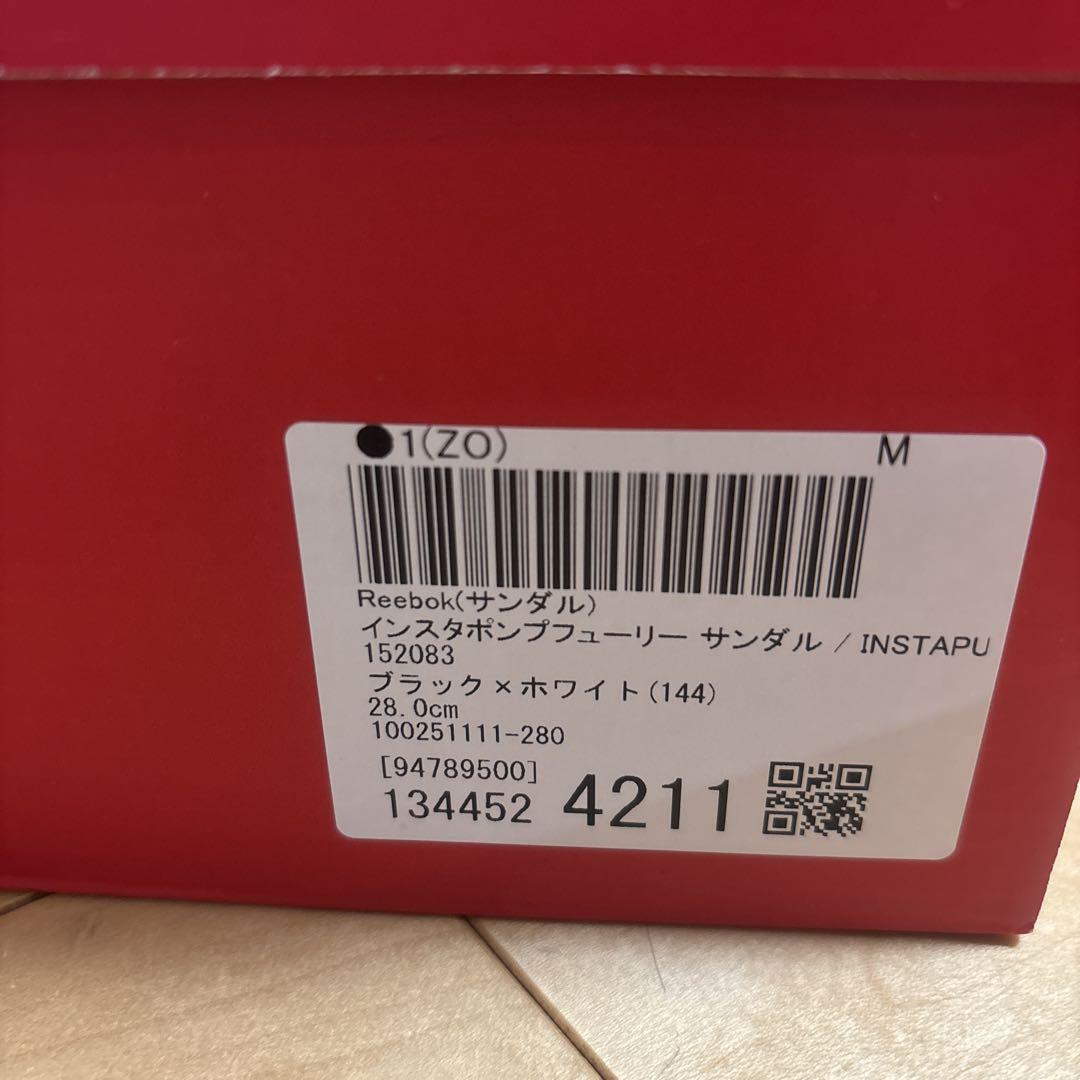 ●1(ZO) M
Reebok(サンダル)
インスタポンプフューリー サンダル / INSTAPU
152083
ブラック×ホワイト(144)
28.0cm
100251111-280
[94789500]
134452 4211